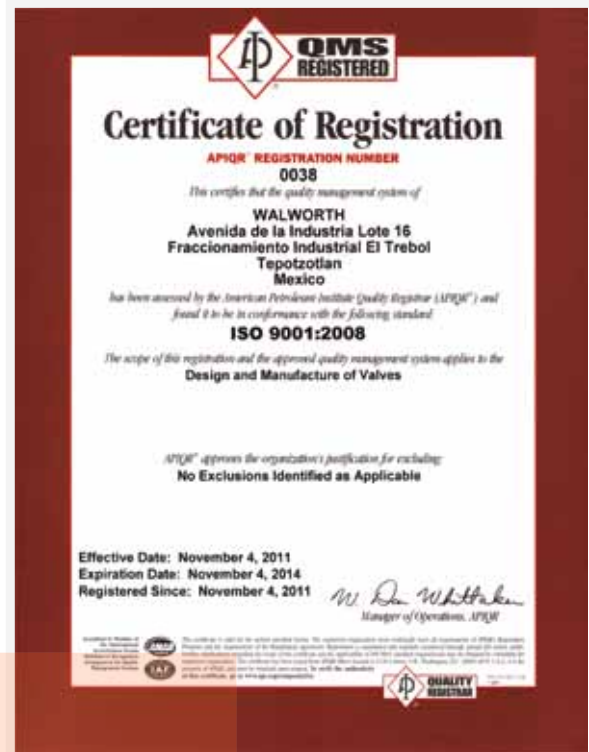 QMS
REGISTERED
Certificate of Registration
APIQR® REGISTRATION NUMBER
0038
This certifies that the quality management system of
WALWORTH
Avenida de la Industria Lote 16
Fraccionamiento Industrial El Trebol
Tepotzotlan
Mexico
has been assessed by the American Petroleum Institute Quality Registrar (APIQR®) and
found it to be in conformance with the following standard:
ISO 9001:2008
The scope of this registration and the approved quality management system applies to the
Design and Manufacture of Valves
APIQR® approves the organization's justification for excluding:
No Exclusions Identified as Applicable
Effective Date: November 4, 2011
Expiration Date: November 4, 2014
Registered Since: November 4, 2011
W. Don Whittaker
Manager of Operations, APIQR
QUALITY
REGISTRAR